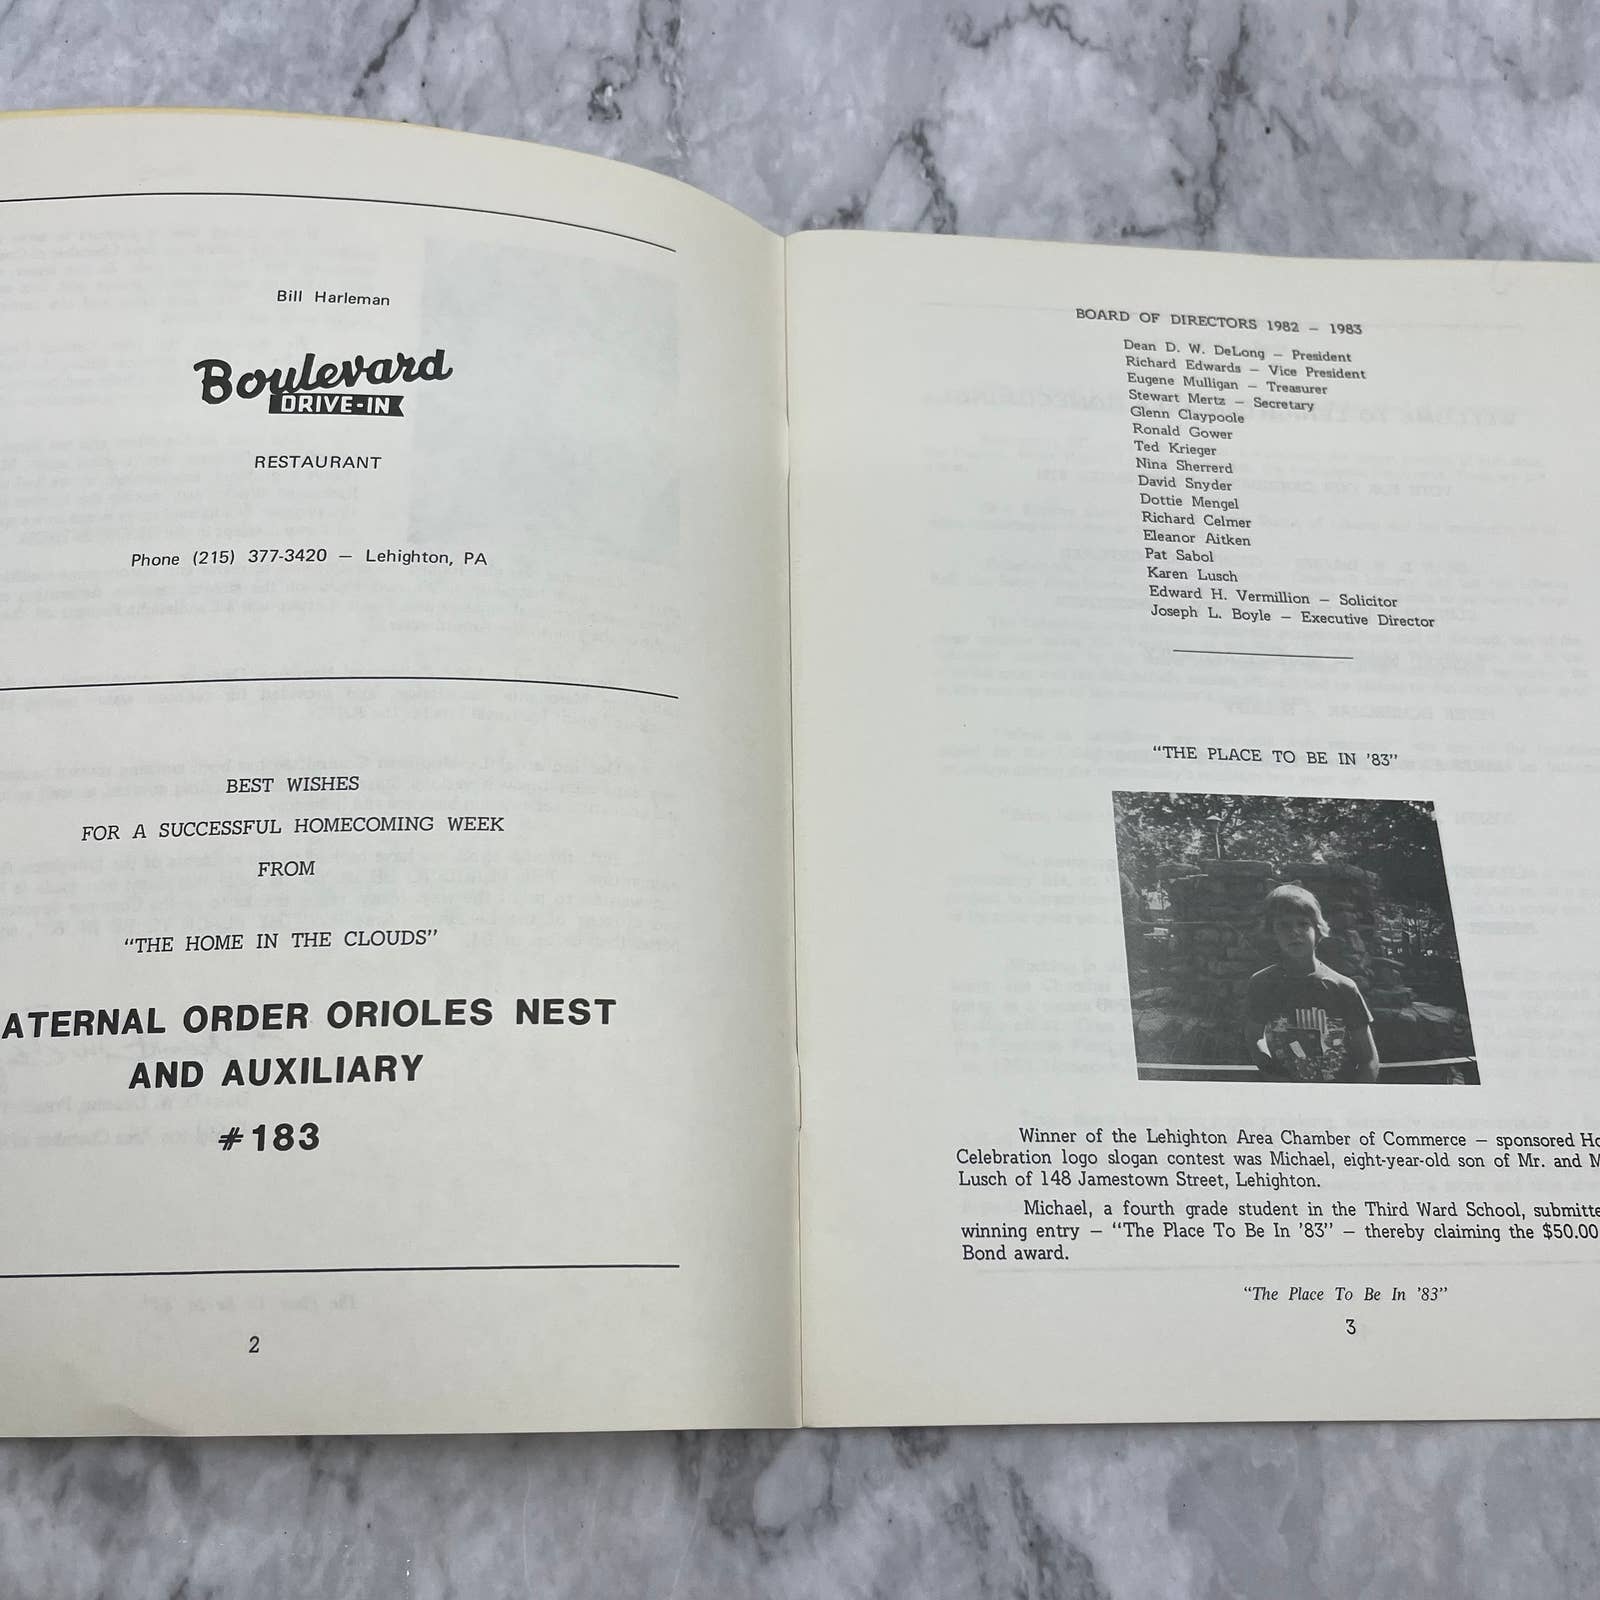 Bill Harleman
Boulevard
DRIVE-IN
RESTAURANT
Phone (215) 377-3420 — Lehighton, PA
BEST WISHES
FOR A SUCCESSFUL HOMECOMING WEEK
FROM
"THE HOME IN THE CLOUDS"
ATERNAL ORDER ORIOLES NEST
AND AUXILIARY
#183
2
BOARD OF DIRECTORS 1982 — 1983
Dean D. W. DeLong — President
Richard Edwards — Vice President
Eugene Mulligan — Treasurer
Stewart Mertz — Secretary
Glenn Claypoole
Ronald Gower
Ted Krieger
Nina Sherrerd
David Snyder
Dottie Mengel
Richard Celmer
Eleanor Aitken
Pat Sabol
Karen Lusch
Edward H. Vermillion — Solicitor
Joseph L. Boyle — Executive Director
"THE PLACE TO BE IN '83"
Winner of the Lehighton Area Chamber of Commerce — sponsored Ho
Celebration logo slogan contest was Michael, eight-year-old son of Mr. and M
Lusch of 148 Jamestown Street, Lehighton.
Michael, a fourth grade student in the Third Ward School, submitte
winning entry — "The Place To Be In '83" — thereby claiming the $50.00
Bond award.
"The Place To Be In '83"
3